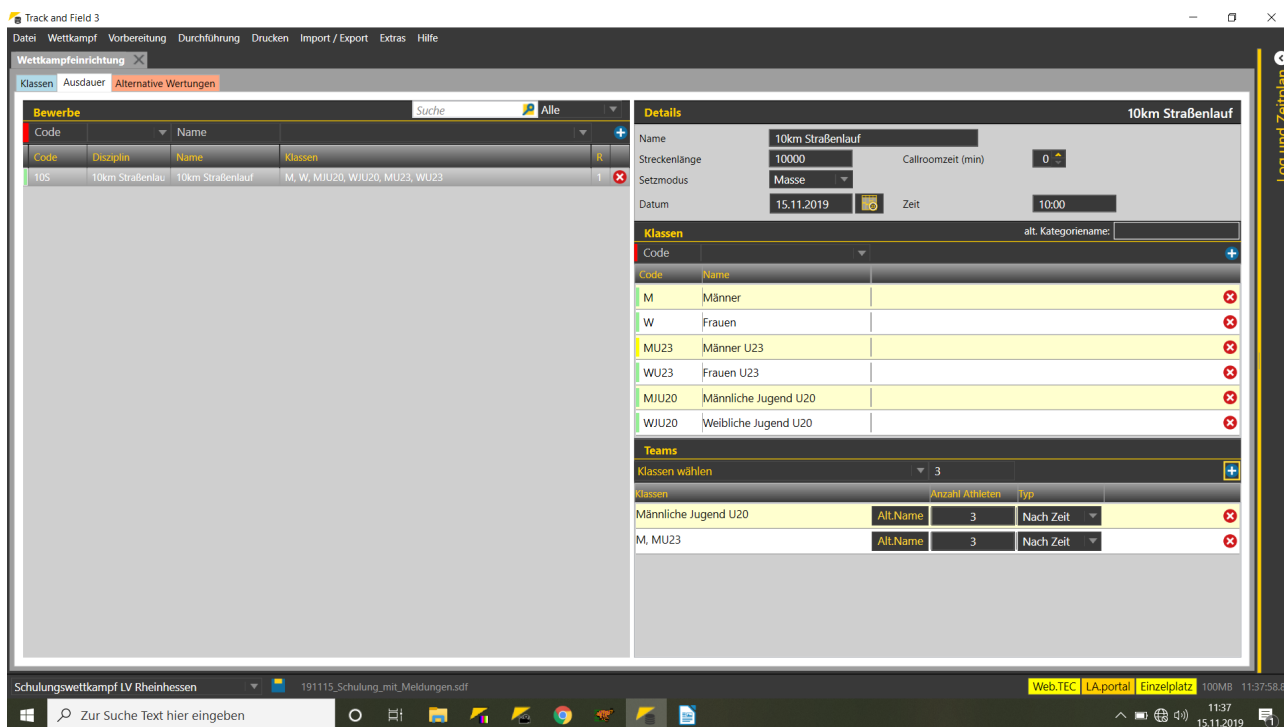 Track and Field 3
Datei Wettkampf Vorbereitung Durchführung Drucken Import / Export Extras Hilfe
Wettkampfeinrichtung
Klassen Ausdauer Alternative Wertungen
Log und Zeitplan
Bewerbe Suche Alle
Code Name
Code Disziplin Name Klassen R
10S 10km Straßenlau 10km Straßenlauf M, W, MJU20, WJU20, MU23, WU23 1
Details 10km Straßenlauf
Name 10km Straßenlauf
Streckenlänge 10000 Callroomzeit (min) 0
Setzmodus Masse
Datum 15.11.2019 Zeit 10:00
Klassen alt. Kategoriename:
Code
Code Name
M Männer
W Frauen
MU23 Männer U23
WU23 Frauen U23
MJU20 Männliche Jugend U20
WJU20 Weibliche Jugend U20
Teams
Klassen wählen 3
Klassen Anzahl Athleten Typ
Männliche Jugend U20 Alt.Name 3 Nach Zeit
M, MU23 Alt.Name 3 Nach Zeit
Schulungswettkampf LV Rheinhessen 191115_Schulung_mit_Meldungen.sdf Web.TEC LA.portal Einzelplatz 100MB 11:37:58.8
Zur Suche Text hier eingeben 11:37
15.11.2019